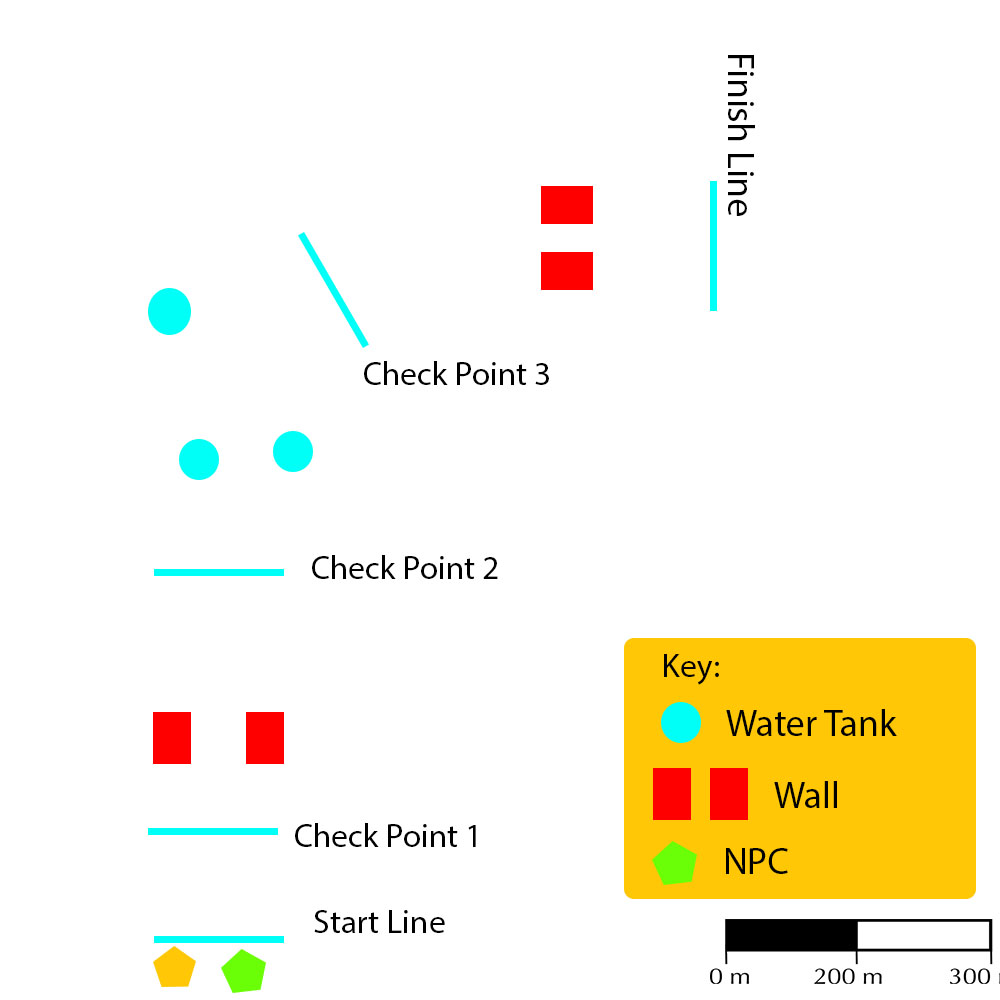 Finish Line
Check Point 3
Check Point 2
Key:
Water Tank
Wall
Check Point 1
NPC
Start Line
0 m 200 m 300